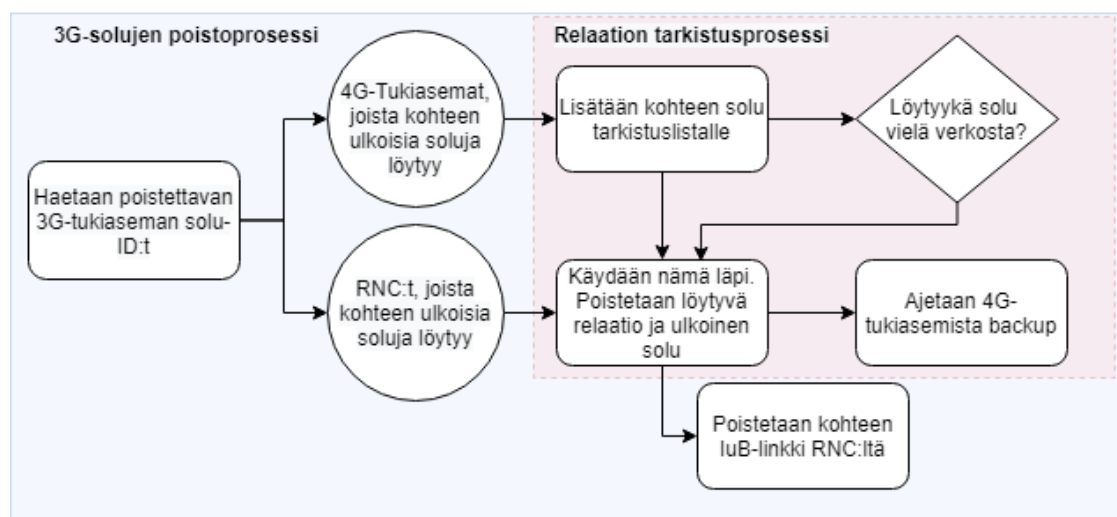 3G-solujen poistoprosessi
Relaation tarkistusprosessi
Haetaan poistettavan
3G-tukiaseman solu-
ID:t
4G-Tukiasemat,
joista kohteen
ulkoisia soluja
löytyy
RNC:t, joista
kohteen ulkoisia
soluja löytyy
Lisätään kohteen solu
tarkistuslistalle
Löytyykä solu
vielä verkosta?
Käydään nämä läpi.
Poistetaan löytyvä
relaatio ja ulkoinen
solu
Ajetaan 4G-
tukiasemista backup
Poistetaan kohteen
IuB-linkki RNC:ltä